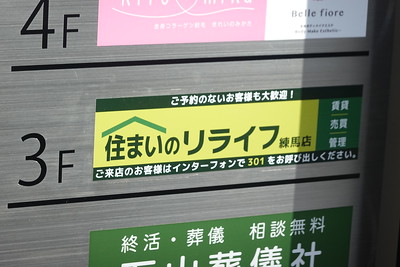 4F
Belle fiore
ご予約のないお客様も大歓迎！
3F
住まいのリライフ 練馬店
賃貸
売買
管理
ご来店のお客様はインターフォンで301をお呼び出しください。
終活・葬儀 相談無料